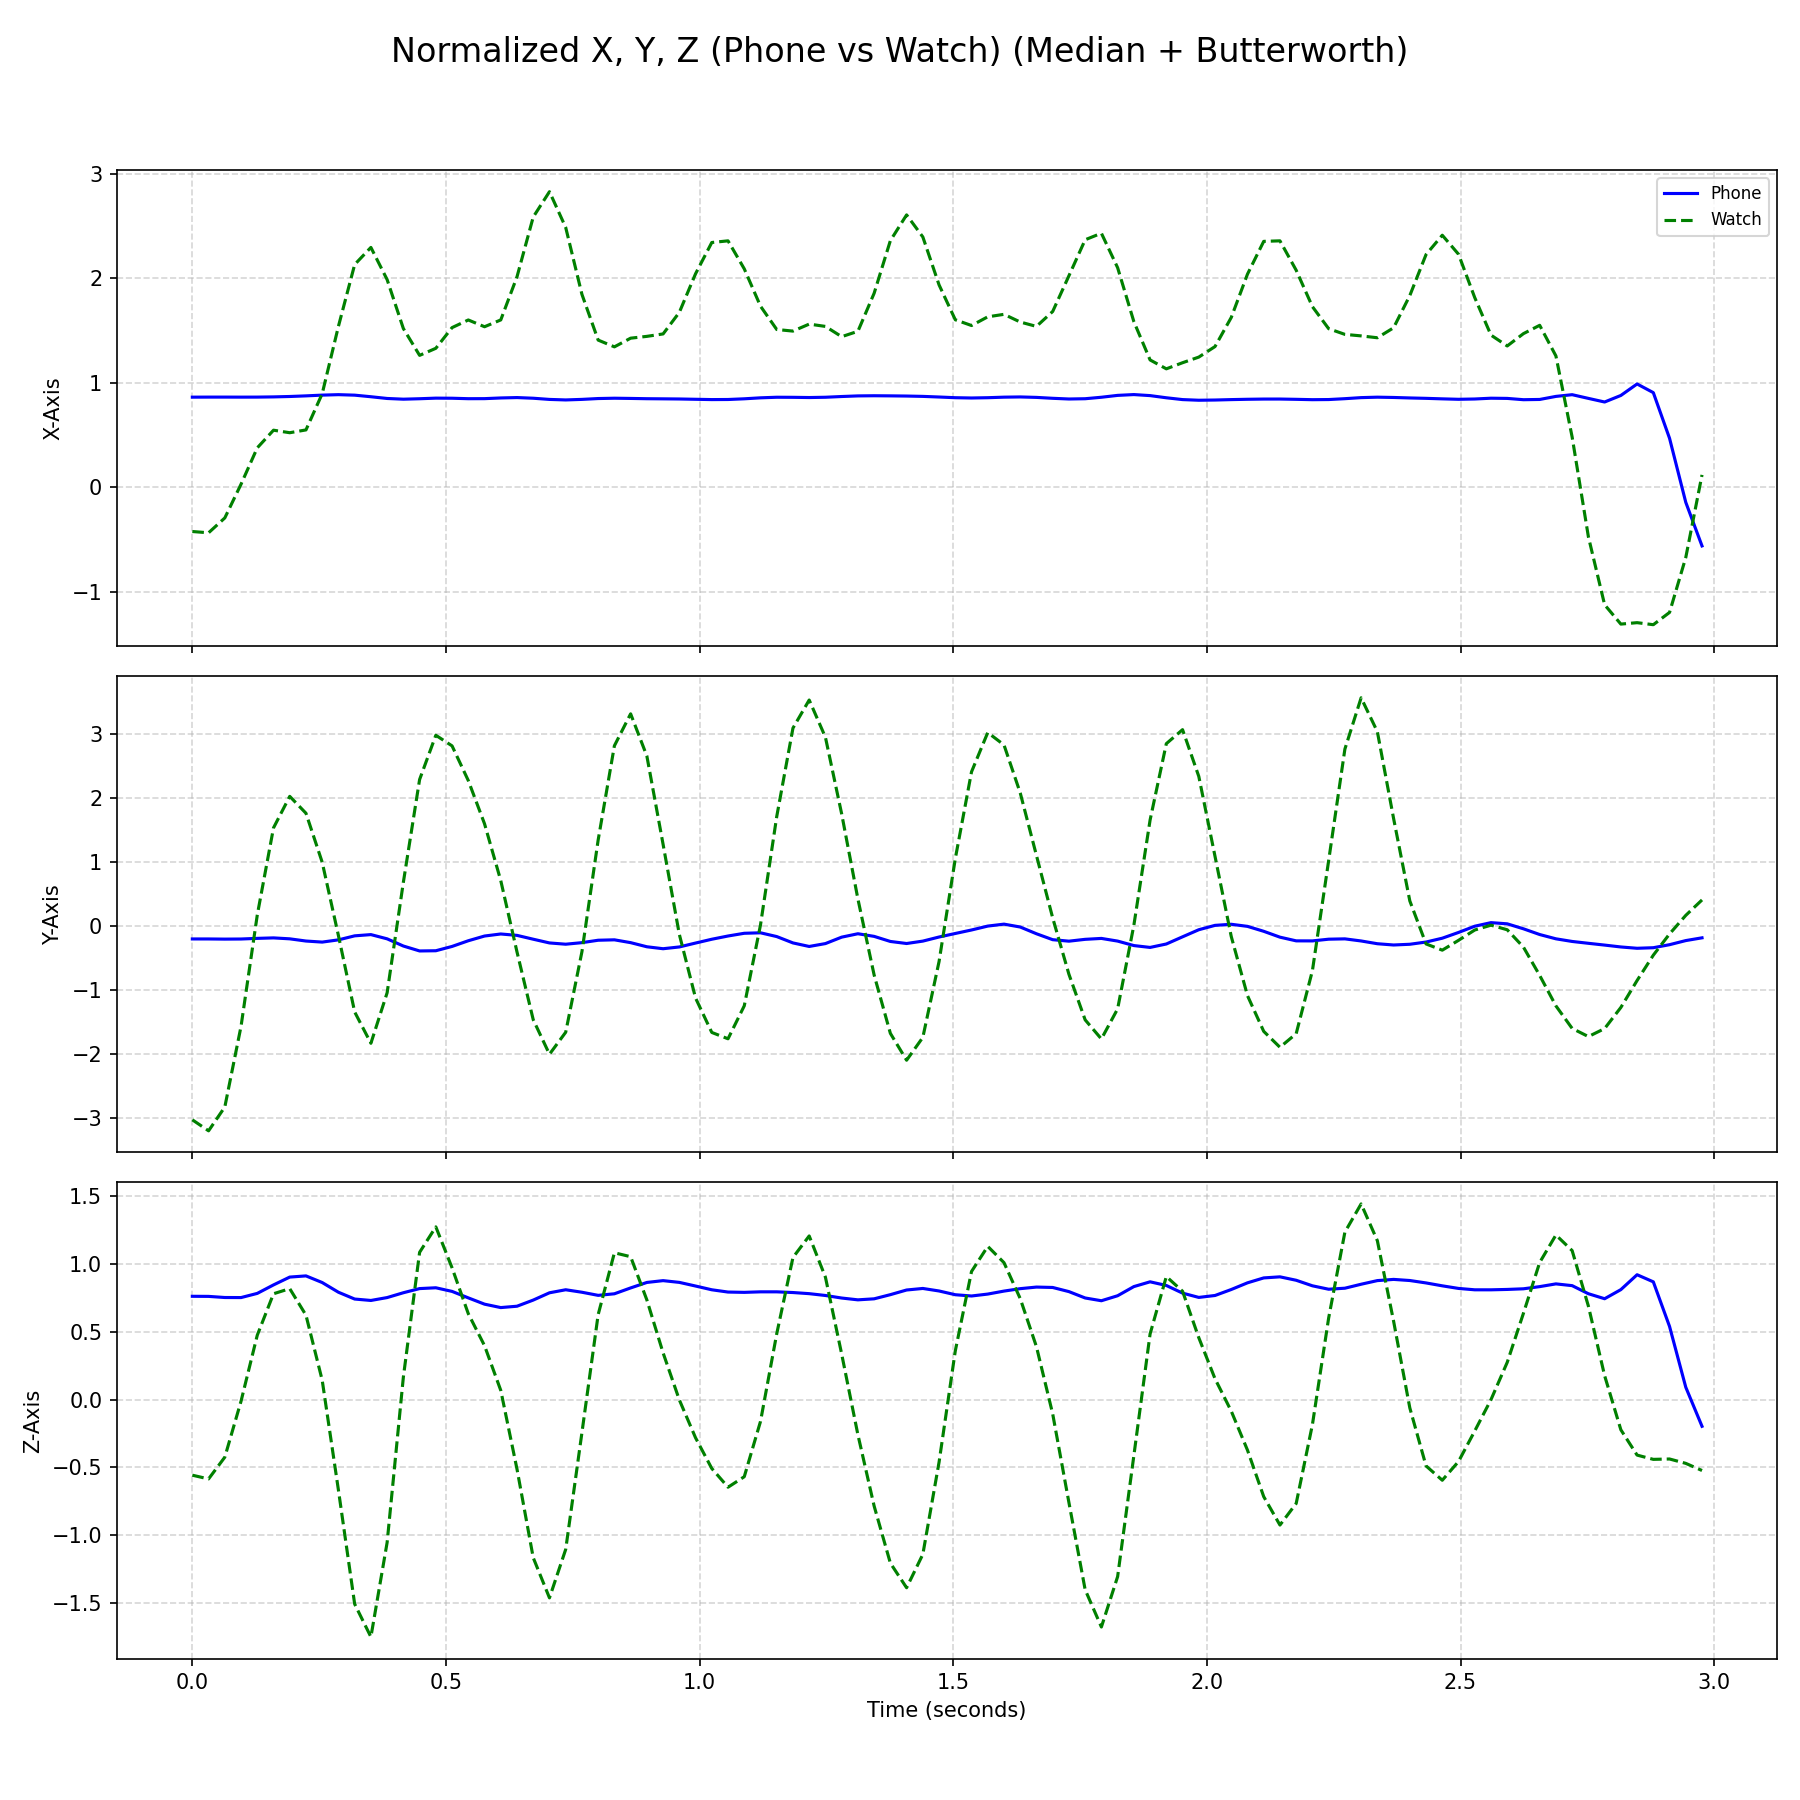 Normalized X, Y, Z (Phone vs Watch) (Median + Butterworth)
3
2
1
0
−1
X-Axis
Phone
Watch
3
2
1
0
−1
−2
−3
Y-Axis
1.5
1.0
0.5
0.0
−0.5
−1.0
−1.5
Z-Axis
0.0 0.5 1.0 1.5 2.0 2.5 3.0
Time (seconds)